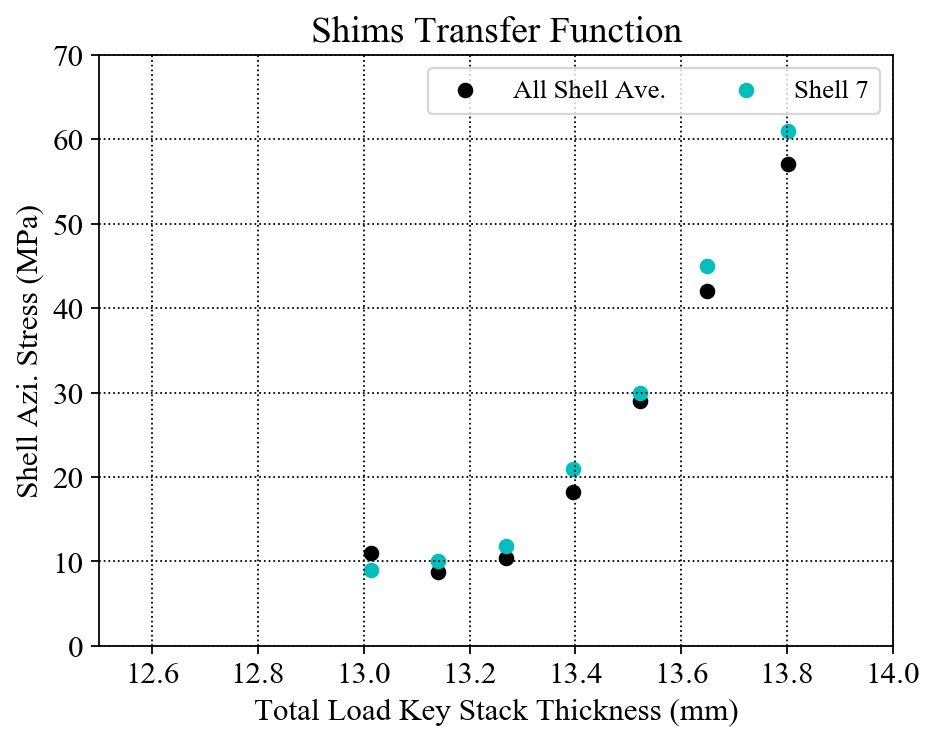 Shims Transfer Function
All Shell Ave. Shell 7
70
60
50
40
30
20
10
0
Shell Azi. Stress (MPa)
12.6 12.8 13.0 13.2 13.4 13.6 13.8 14.0
Total Load Key Stack Thickness (mm)